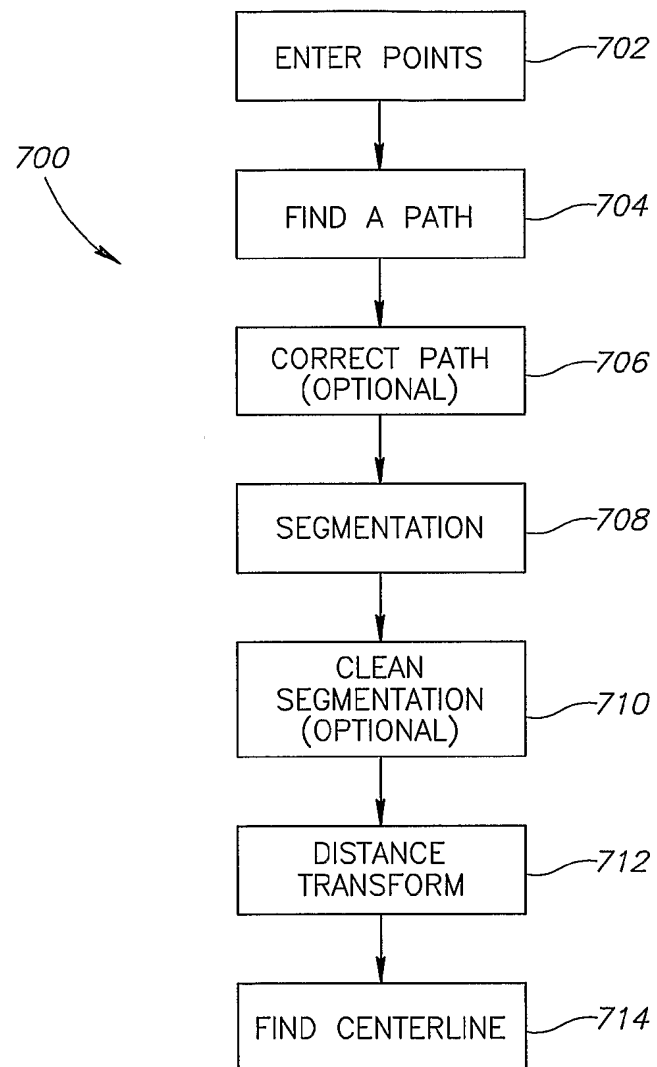 ENTER POINTS
702
700
FIND A PATH
704
CORRECT PATH
(OPTIONAL)
706
SEGMENTATION
708
CLEAN
SEGMENTATION
(OPTIONAL)
710
DISTANCE
TRANSFORM
712
FIND CENTERLINE
714